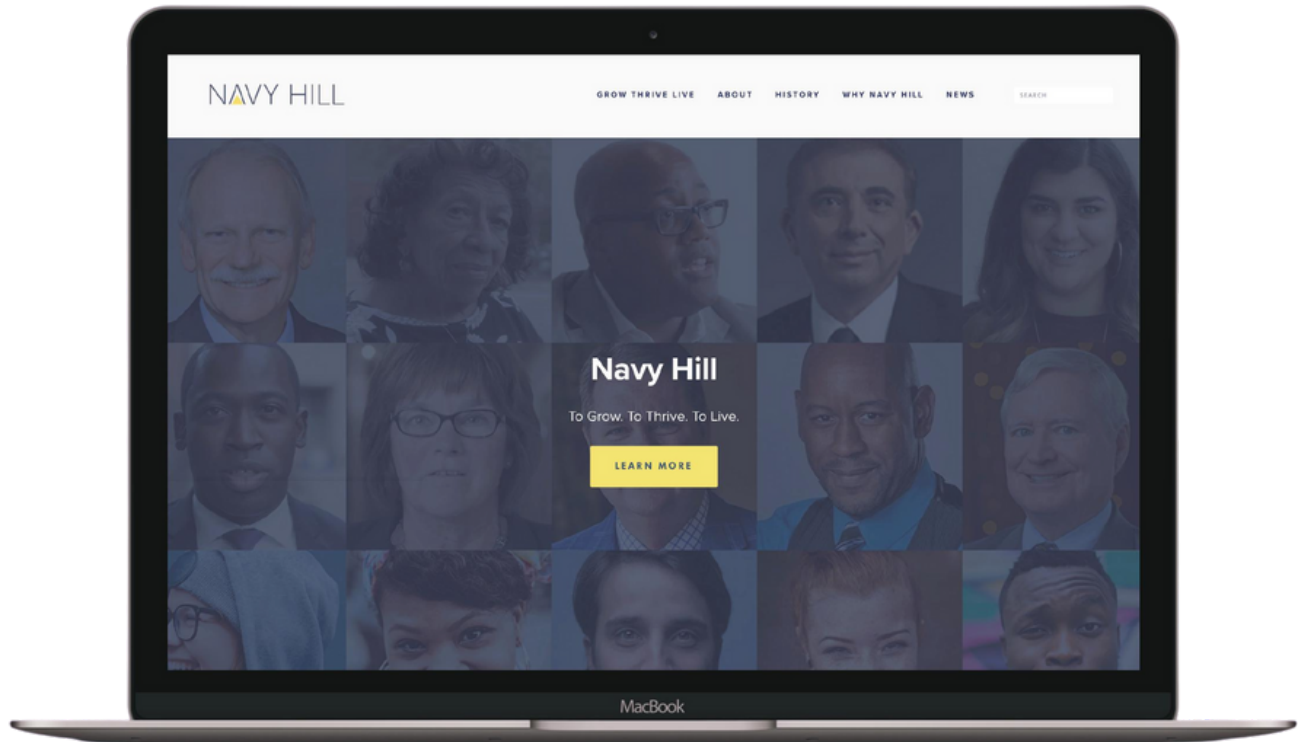 NAVY HILL
GROW THRIVE LIVE ABOUT HISTORY WHY NAVY HILL NEWS SEARCH
Navy Hill
To Grow. To Thrive. To Live.
LEARN MORE
MacBook